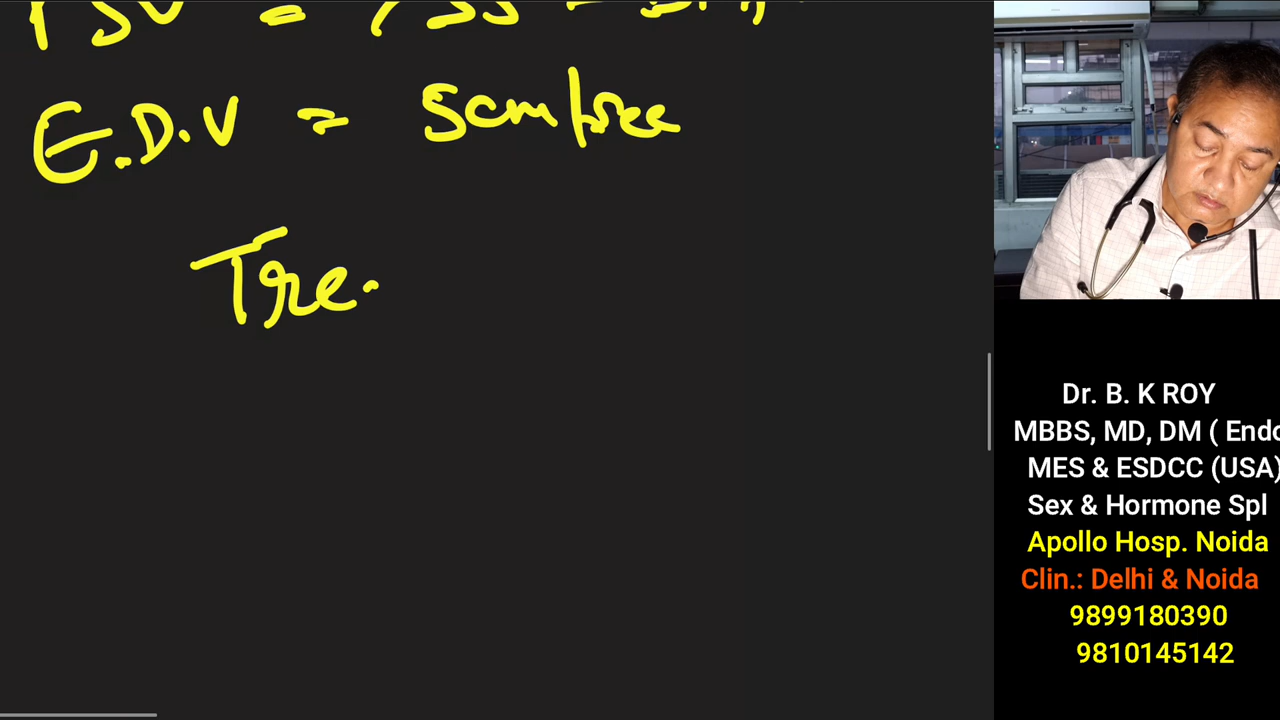 PSV =
E.D.V = 5cm/sec
Tre.
Dr. B. K ROY
MBBS, MD, DM ( Endo
MES & ESDCC (USA)
Sex & Hormone Spl
Apollo Hosp. Noida
Clin.: Delhi & Noida
9899180390
9810145142